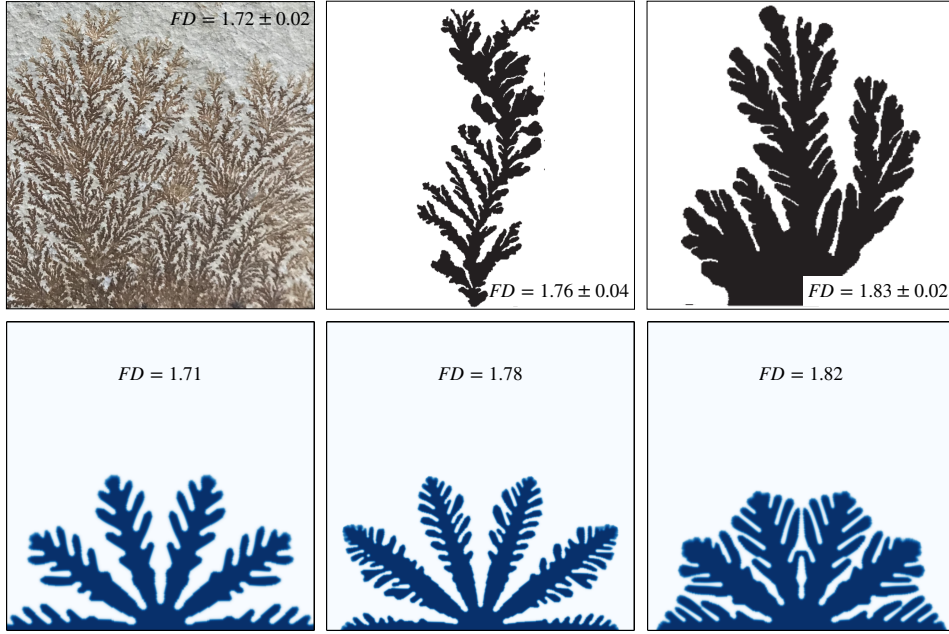 FD = 1.72 ± 0.02
FD = 1.76 ± 0.04
FD = 1.83 ± 0.02
FD = 1.71
FD = 1.78
FD = 1.82